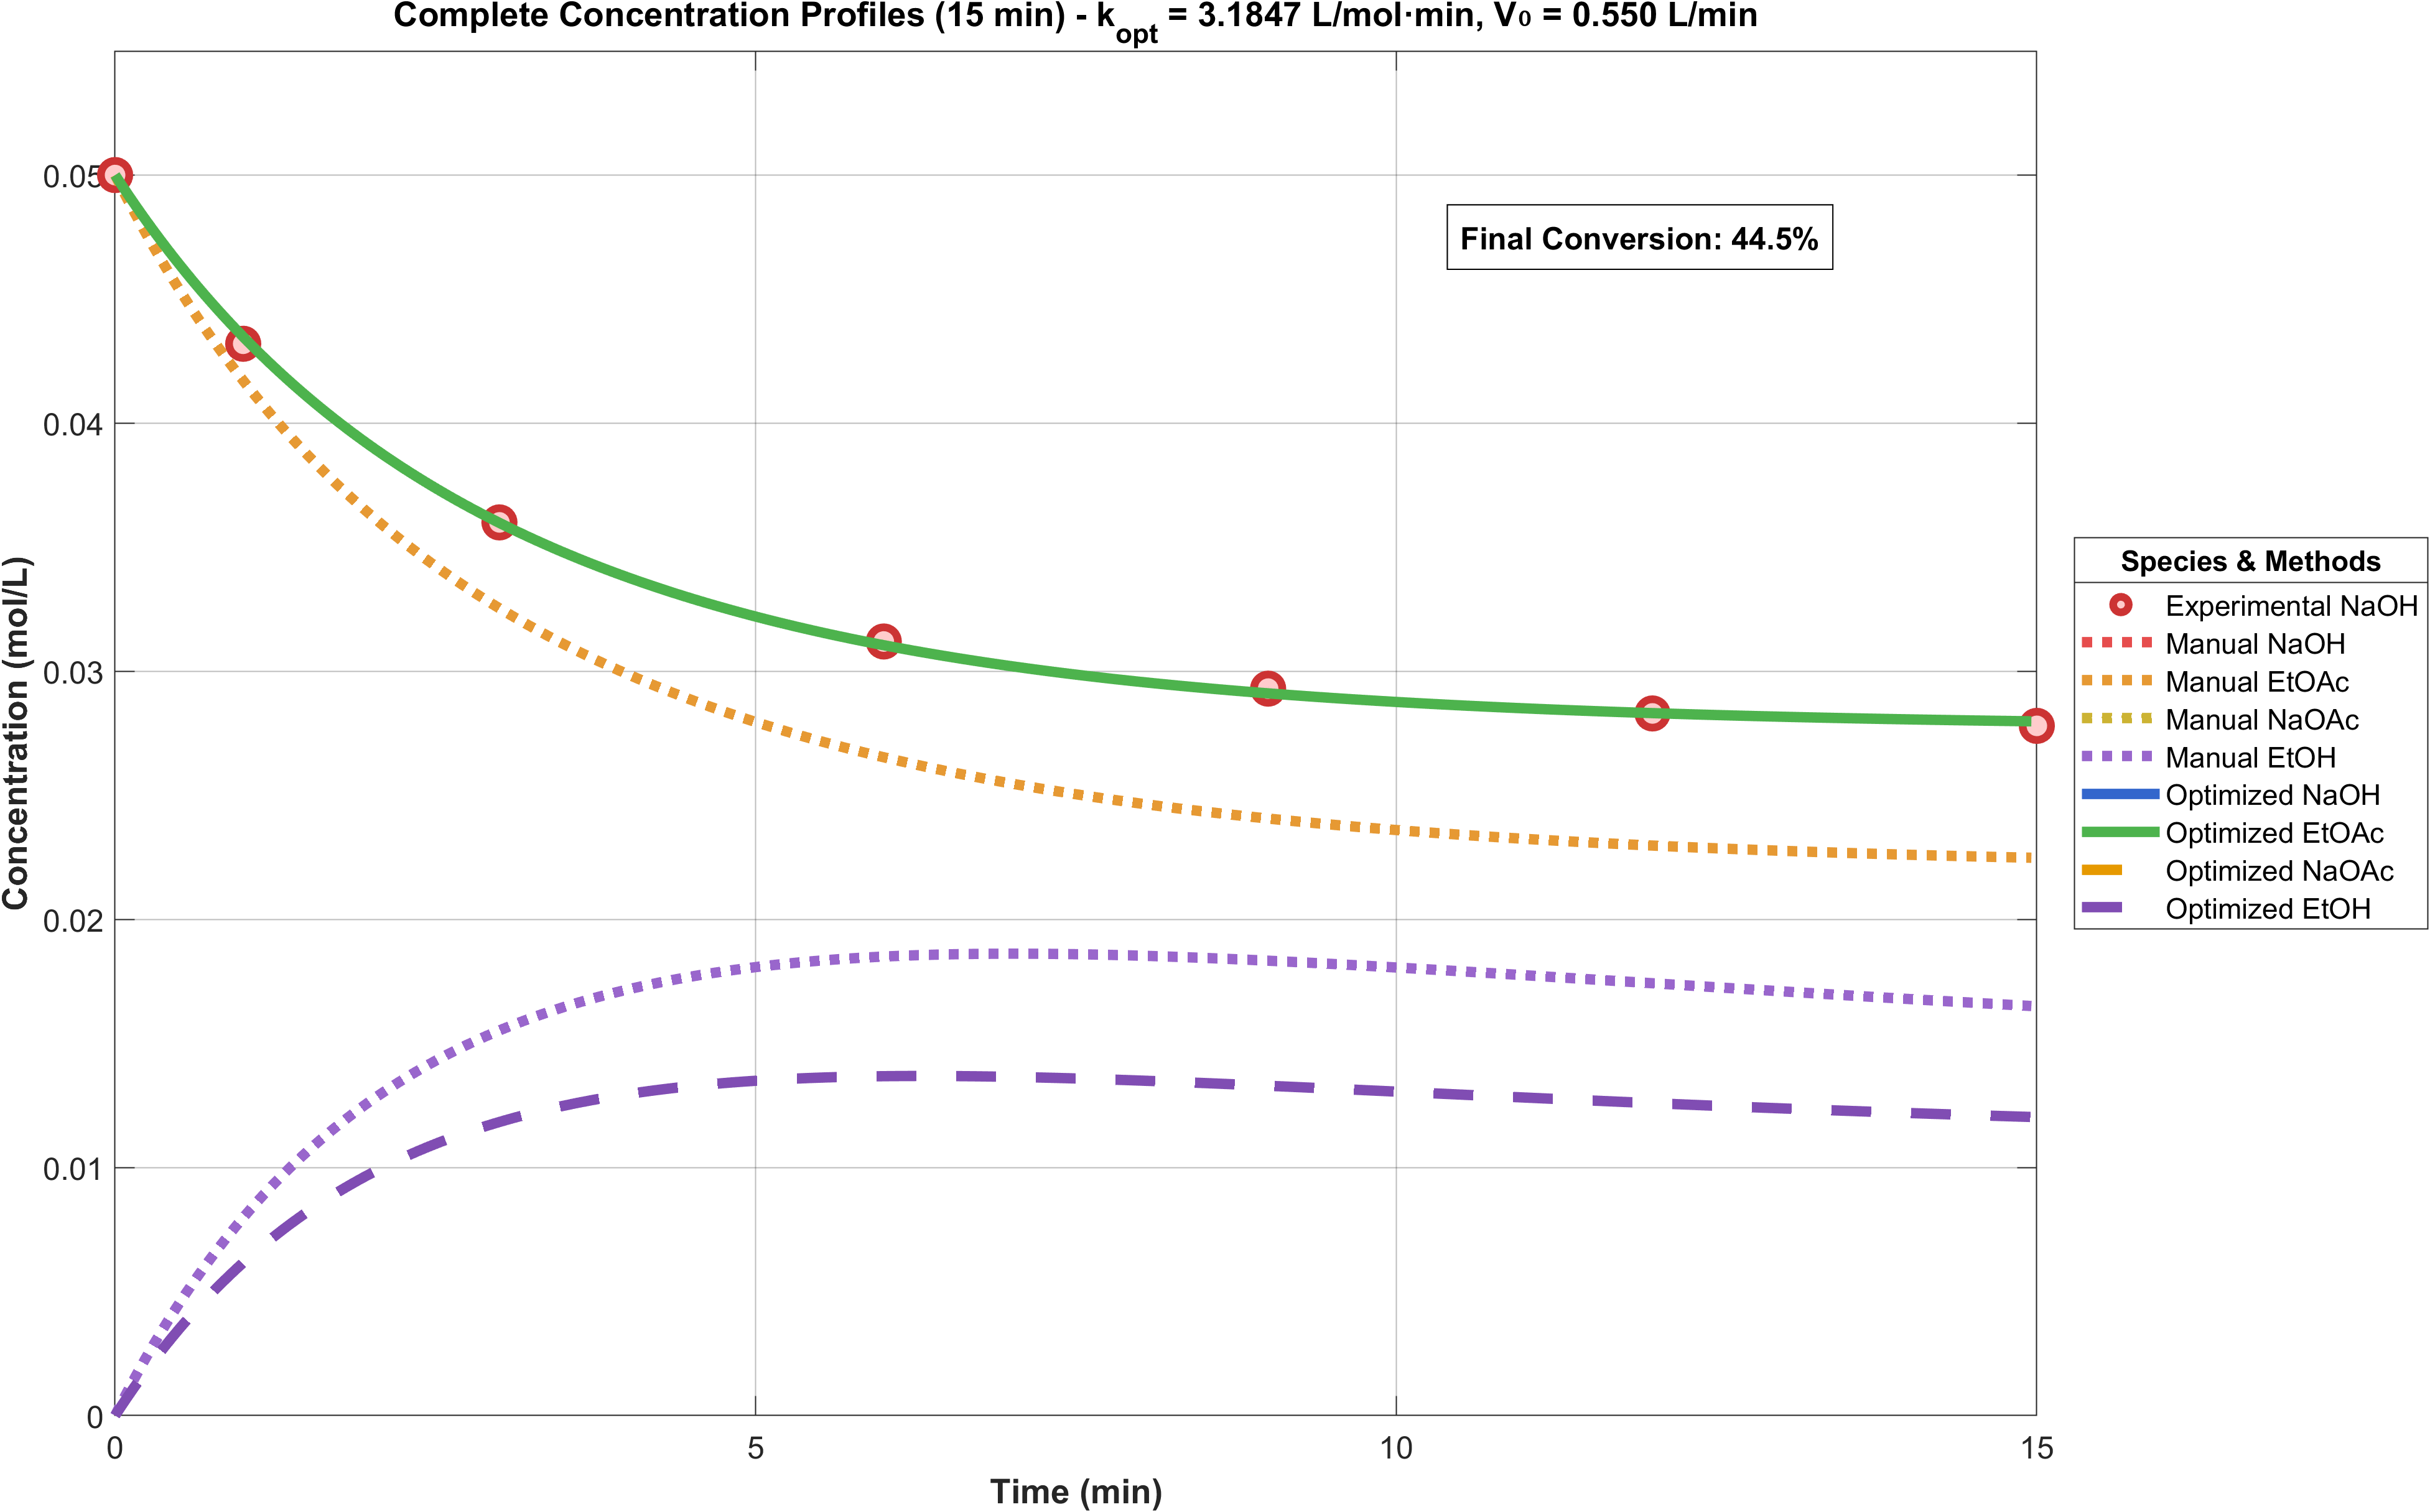 Complete Concentration Profiles (15 min) - kopt = 3.1847 L/mol·min, V₀ = 0.550 L/min
0.05
0.04
0.03
0.02
0.01
0
Concentration (mol/L)
Final Conversion: 44.5%
0 5 10 15
Time (min)
Species & Methods
Experimental NaOH
Manual NaOH
Manual EtOAc
Manual NaOAc
Manual EtOH
Optimized NaOH
Optimized EtOAc
Optimized NaOAc
Optimized EtOH